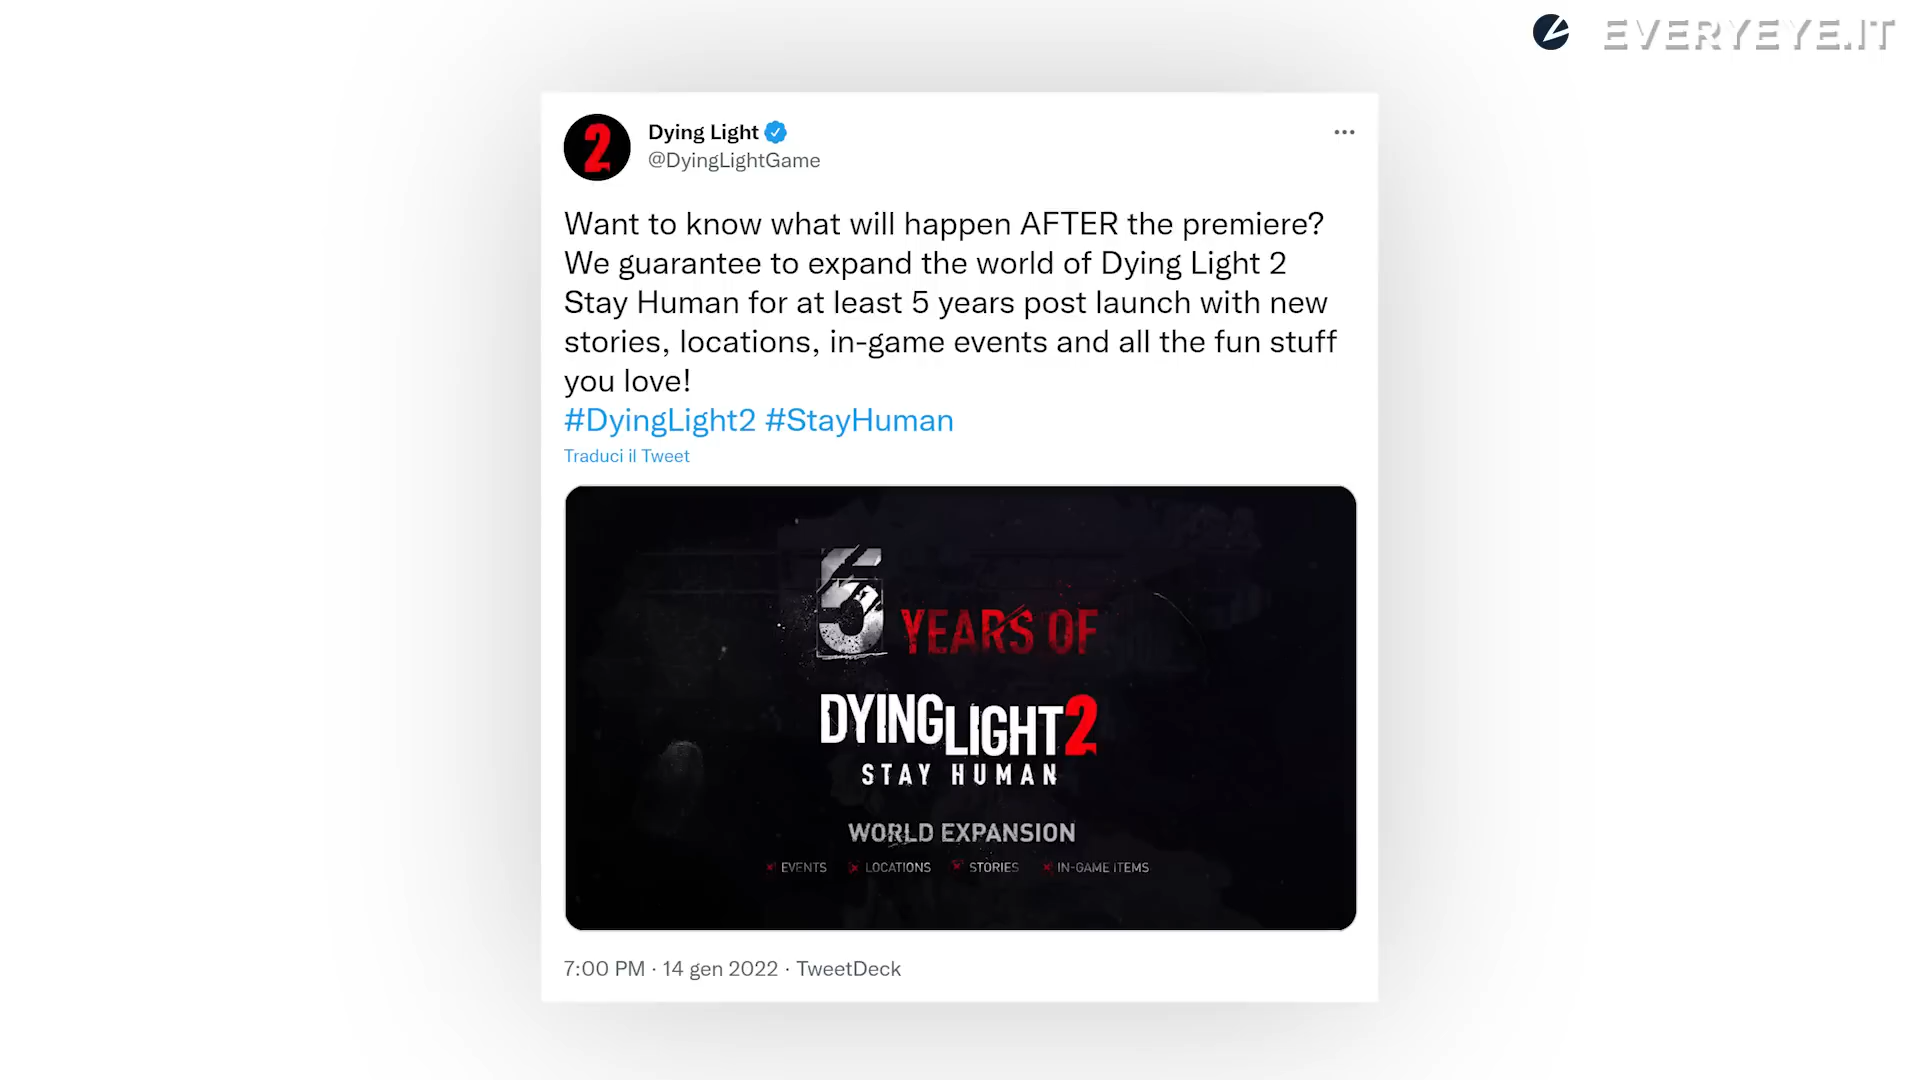 EVERYEYE.IT
2
Dying Light
@DyingLightGame
Want to know what will happen AFTER the premiere?
We guarantee to expand the world of Dying Light 2
Stay Human for at least 5 years post launch with new
stories, locations, in-game events and all the fun stuff
you love!
#DyingLight2 #StayHuman
Traduci il Tweet
5 YEARS OF
DYING LIGHT 2
STAY HUMAN
WORLD EXPANSION
EVENTS LOCATIONS STORIES IN-GAME ITEMS
7:00 PM · 14 gen 2022 · TweetDeck